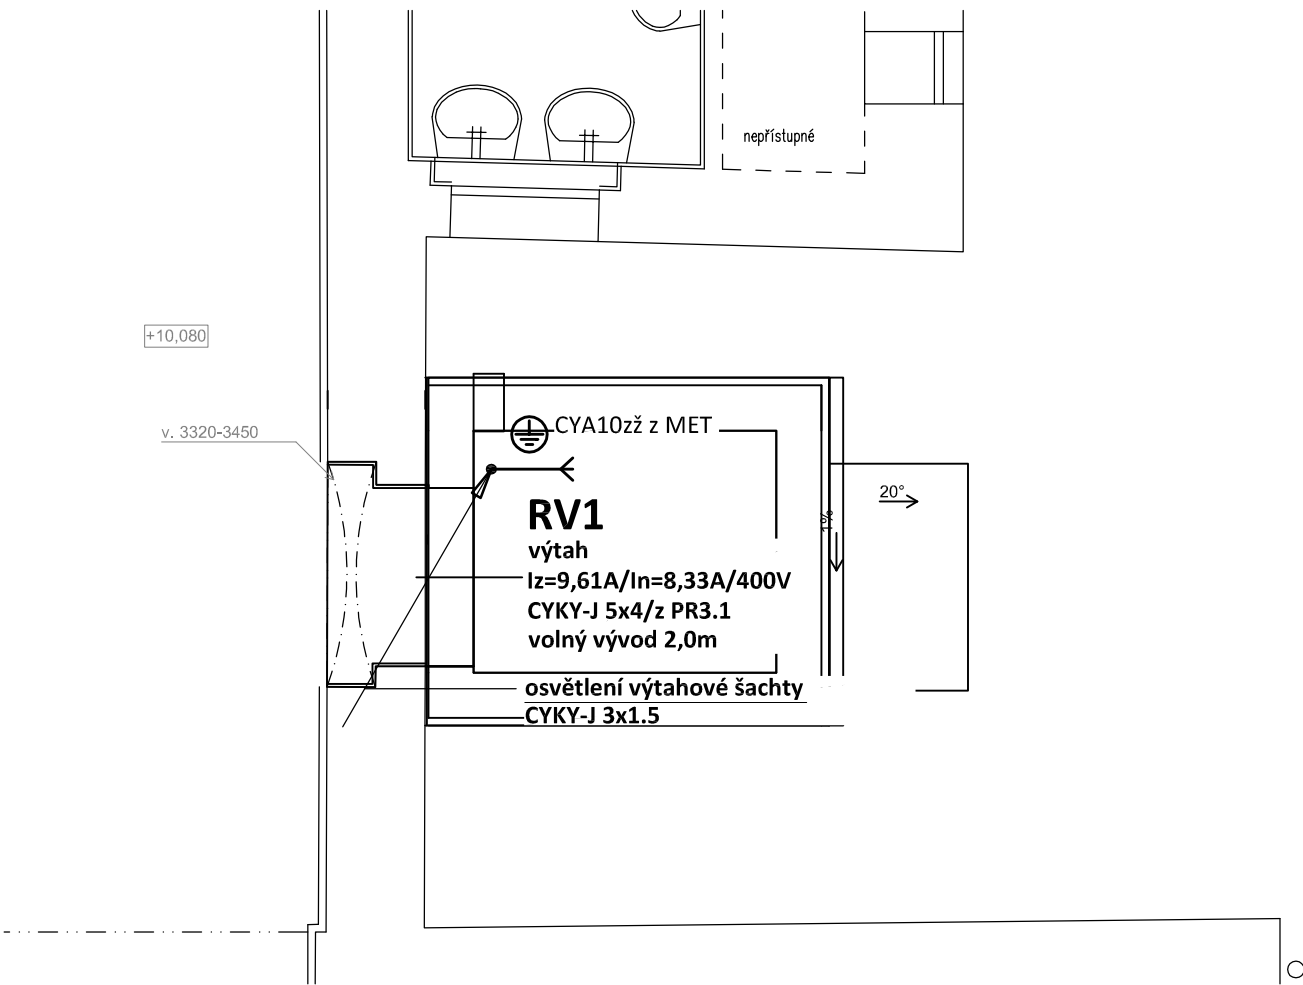 nepřístupné
+10,080
v. 3320-3450
CYA10zž z MET
20°
1%
RV1
výtah
Iz=9,61A/In=8,33A/400V
CYKY-J 5x4/z PR3.1
volný vývod 2,0m
osvětlení výtahové šachty
CYKY-J 3x1.5